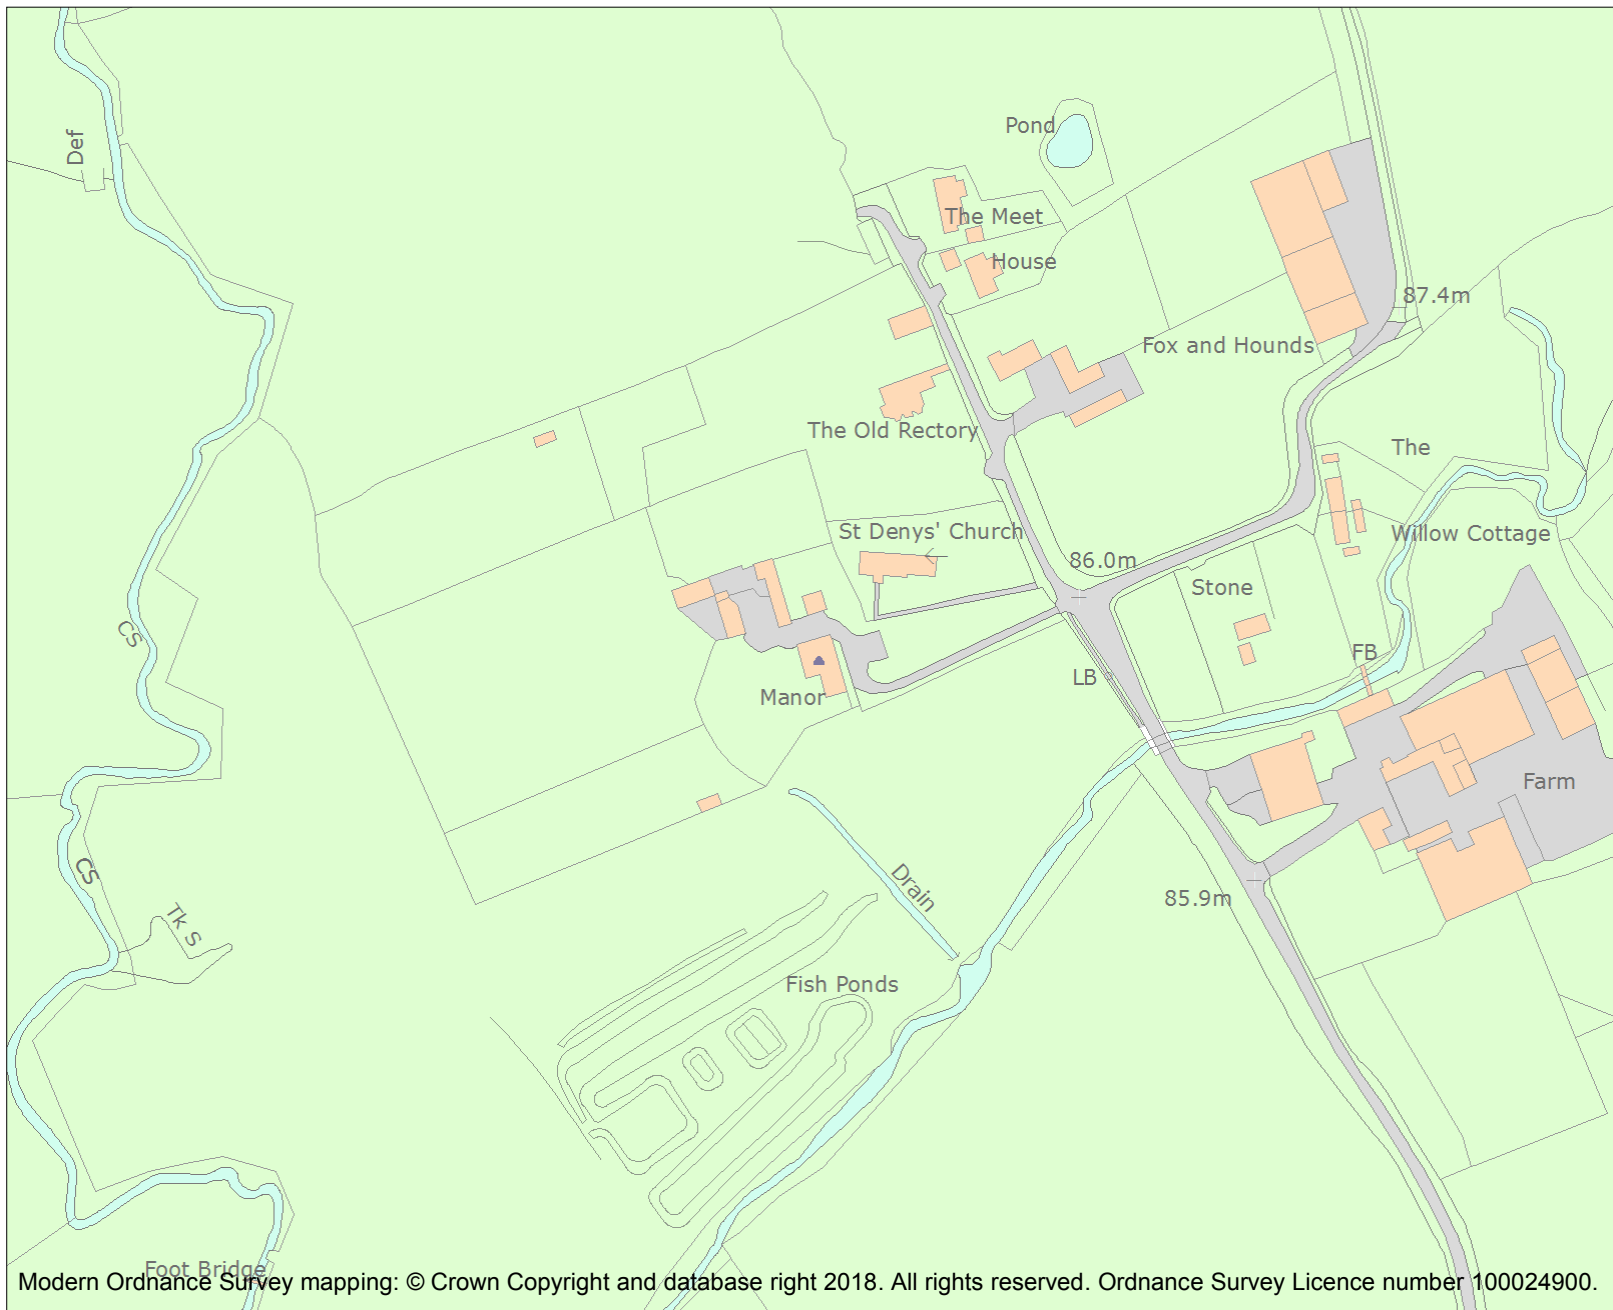 Def
Pond
The Meet
House
87.4m
Fox and Hounds
The Old Rectory
The
St Denys' Church
Willow Cottage
86.0m
Stone
CS
FB
LB
Manor
Farm
CS
Drain
85.9m
Tk S
Fish Ponds
Foot Bridge
Modern Ordnance Survey mapping: © Crown Copyright and database right 2018. All rights reserved. Ordnance Survey Licence number 100024900.